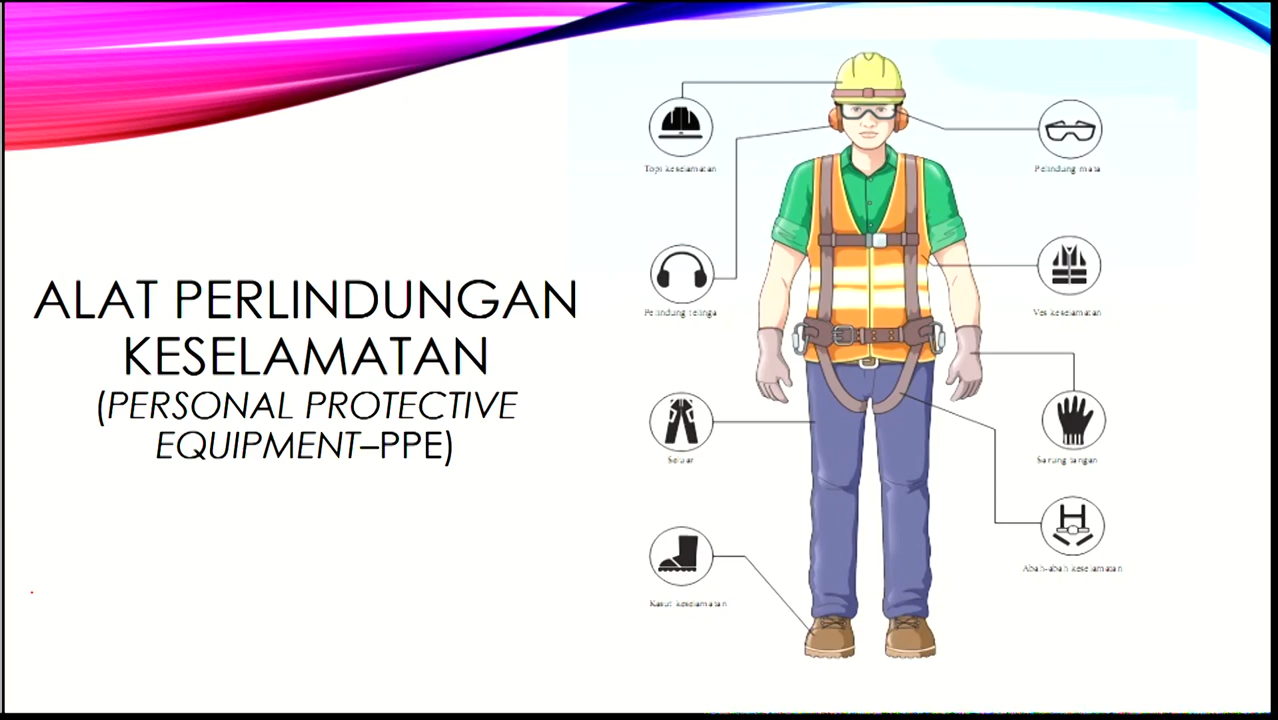 ALAT PERLINDUNGAN
KESELAMATAN
(PERSONAL PROTECTIVE
EQUIPMENT–PPE)
Topi keselamatan
Pelindung mata
Pelindung telinga
Ves keselamatan
Seluar
Sarung tangan
Kasut keselamatan
Abah-abah keselamatan